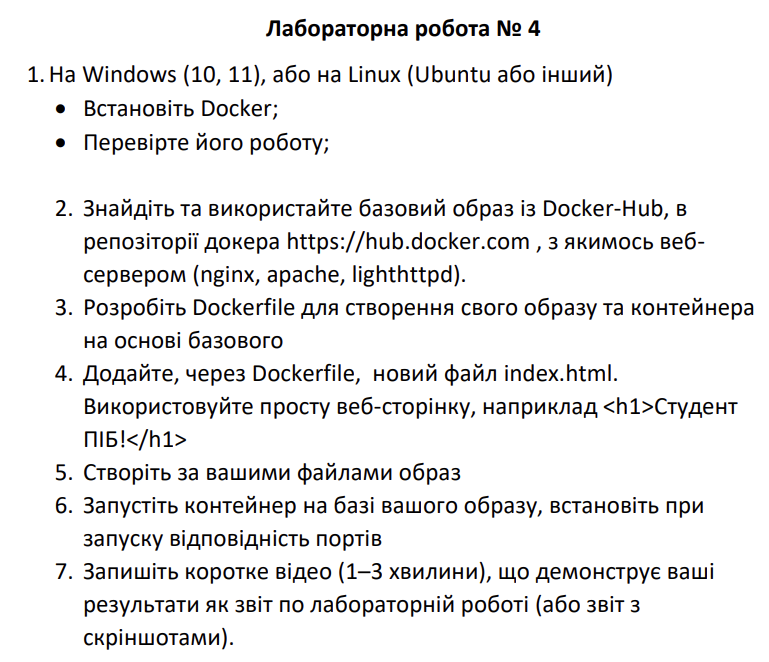 Лабораторна робота № 4
1. На Windows (10, 11), або на Linux (Ubuntu або інший)
• Встановіть Docker;
• Перевірте його роботу;
2. Знайдіть та використайте базовий образ із Docker-Hub, в
репозіторії докера https://hub.docker.com , з якимось веб-
сервером (nginx, apache, lighthttpd).
3. Розробіть Dockerfile для створення свого образу та контейнера
на основі базового
4. Додайте, через Dockerfile,  новий файл index.html.
Використовуйте просту веб-сторінку, наприклад <h1>Студент
ПІБ!</h1>
5. Створіть за вашими файлами образ
6. Запустіть контейнер на базі вашого образу, встановіть при
запуску відповідність портів
7. Запишіть коротке відео (1–3 хвилини), що демонструє ваші
результати як звіт по лабораторній роботі (або звіт з
скріншотами).